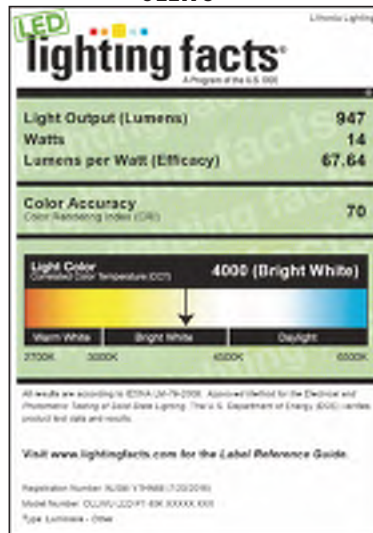 LED
Lithonia Lighting
lighting facts®
A Program of the U.S. DOE
Light Output (Lumens) 947
Watts 14
Lumens per Watt (Efficacy) 67.64
Color Accuracy 70
Color Rendering Index (CRI)
Light Color 4000 (Bright White)
Correlated Color Temperature (CCT)
Warm White Bright White Daylight
2700K 3000K 4500K 6500K
All results are according to IESNA LM-79-2008: Approved Method for the Electrical and
Photometric Testing of Solid-State Lighting. The U.S. Department of Energy (DOE) verifies
product test data and results.
Visit www.lightingfacts.com for the Label Reference Guide.
Registration Number:
Model Number:
Type: Luminaire - Other